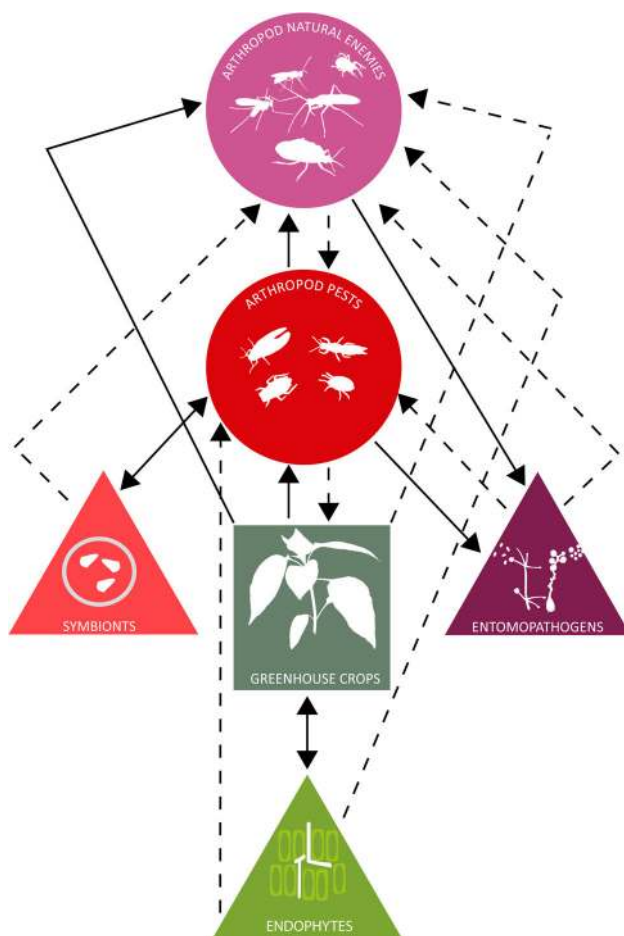 ARTHROPOD NATURAL ENEMIES
ARTHROPOD PESTS
SYMBIONTS
ENTOMOPATHOGENS
GREENHOUSE CROPS
ENDOPHYTES